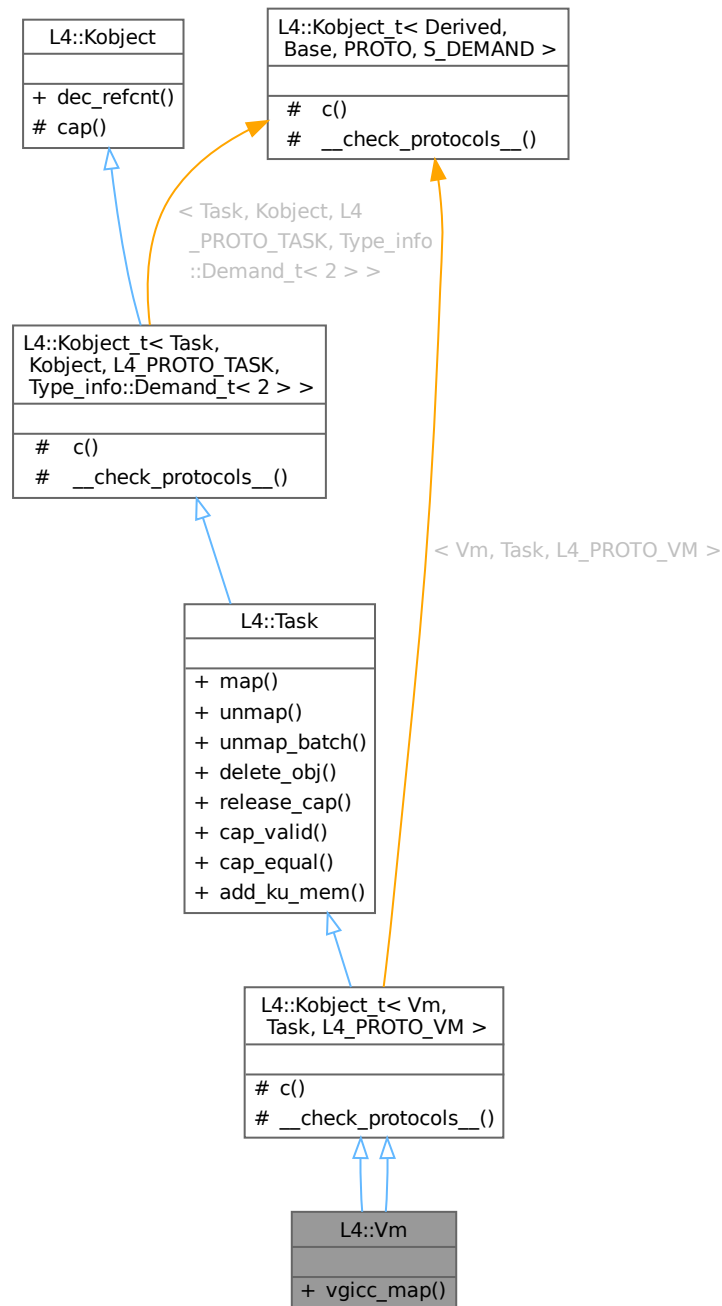 L4::Kobject
+ dec_refcnt()
# cap()
L4::Kobject_t< Derived,
Base, PROTO, S_DEMAND >
# c()
# __check_protocols__()
< Task, Kobject, L4
_PROTO_TASK, Type_info
::Demand_t< 2 > >
L4::Kobject_t< Task,
Kobject, L4_PROTO_TASK,
Type_info::Demand_t< 2 > >
# c()
# __check_protocols__()
< Vm, Task, L4_PROTO_VM >
L4::Task
+ map()
+ unmap()
+ unmap_batch()
+ delete_obj()
+ release_cap()
+ cap_valid()
+ cap_equal()
+ add_ku_mem()
L4::Kobject_t< Vm,
Task, L4_PROTO_VM >
# c()
# __check_protocols__()
L4::Vm
+ vgicc_map()